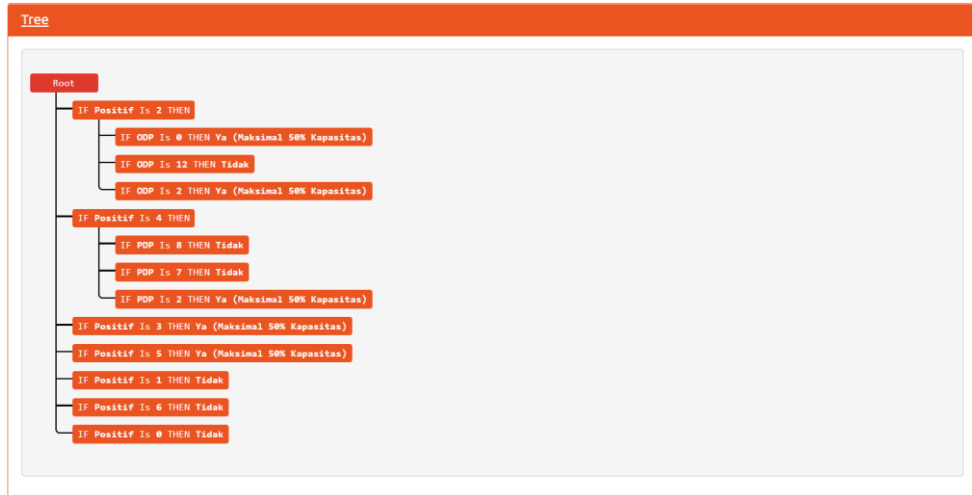 Tree
Root
IF Positif Is 2 THEN
IF ODP Is 0 THEN Ya (Maksimal 50% Kapasitas)
IF ODP Is 12 THEN Tidak
IF ODP Is 2 THEN Ya (Maksimal 50% Kapasitas)
IF Positif Is 4 THEN
IF PDP Is 8 THEN Tidak
IF PDP Is 7 THEN Tidak
IF PDP Is 2 THEN Ya (Maksimal 50% Kapasitas)
IF Positif Is 3 THEN Ya (Maksimal 50% Kapasitas)
IF Positif Is 5 THEN Ya (Maksimal 50% Kapasitas)
IF Positif Is 1 THEN Tidak
IF Positif Is 6 THEN Tidak
IF Positif Is 0 THEN Tidak